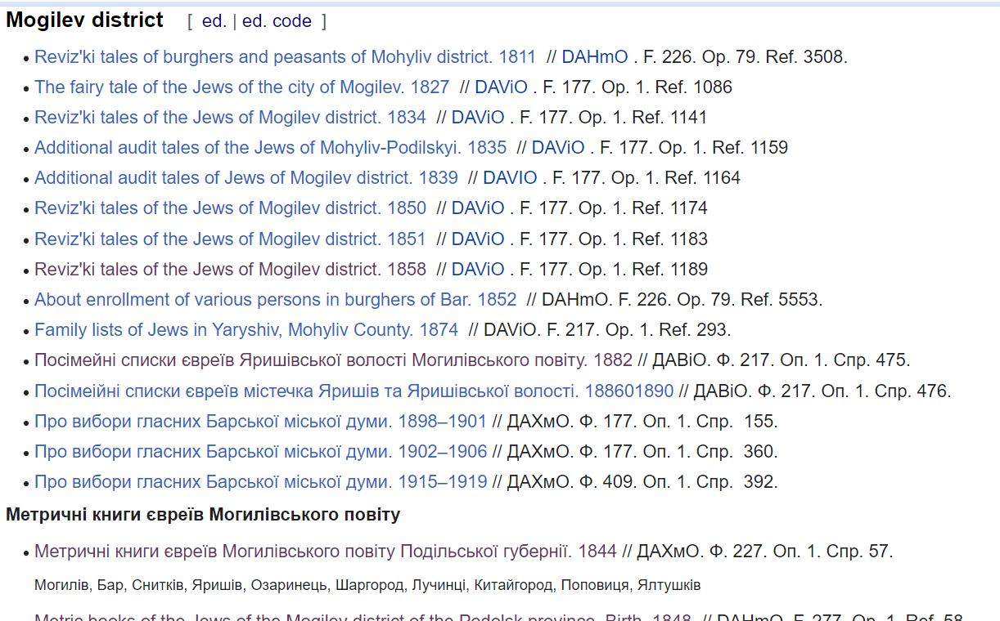 Mogilev district [ ed. | ed. code ]
• Reviz'ki tales of burghers and peasants of Mohyliv district. 1811 // DAHmO . F. 226. Op. 79. Ref. 3508.
• The fairy tale of the Jews of the city of Mogilev. 1827 // DAViO . F. 177. Op. 1. Ref. 1086
• Reviz'ki tales of the Jews of Mogilev district. 1834 // DAViO . F. 177. Op. 1. Ref. 1141
• Additional audit tales of the Jews of Mohyliv-Podilskyi. 1835 // DAViO . F. 177. Op. 1. Ref. 1159
• Additional audit tales of Jews of Mogilev district. 1839 // DAVIO . F. 177. Op. 1. Ref. 1164
• Reviz'ki tales of the Jews of Mogilev district. 1850 // DAViO . F. 177. Op. 1. Ref. 1174
• Reviz'ki tales of the Jews of Mogilev district. 1851 // DAViO . F. 177. Op. 1. Ref. 1183
• Reviz'ki tales of the Jews of Mogilev district. 1858 // DAViO . F. 177. Op. 1. Ref. 1189
• About enrollment of various persons in burghers of Bar. 1852 // DAHmO. F. 226. Op. 79. Ref. 5553.
• Family lists of Jews in Yaryshiv, Mohyliv County. 1874 // DAViO. F. 217. Op. 1. Ref. 293.
• Посімейні списки євреїв Яришівської волості Могилівського повіту. 1882 // ДАВіО. Ф. 217. Оп. 1. Спр. 475.
• Посімеійні списки євреїв містечка Яришів та Яришівської волості. 188601890 // ДАВіО. Ф. 217. Оп. 1. Спр. 476.
• Про вибори гласних Барської міської думи. 1898–1901 // ДАХмО. Ф. 177. Оп. 1. Спр. 155.
• Про вибори гласних Барської міської думи. 1902–1906 // ДАХмО. Ф. 177. Оп. 1. Спр. 360.
• Про вибори гласних Барської міської думи. 1915–1919 // ДАХмО. Ф. 409. Оп. 1. Спр. 392.
Метричні книги євреїв Могилівського повіту
• Метричні книги євреїв Могилівського повіту Подільської губернії. 1844 // ДАХмО. Ф. 227. Оп. 1. Спр. 57.
Могилів, Бар, Снитків, Яришів, Озаринець, Шаргород, Лучинці, Китайгород, Поповиця, Ялтушків
Metric books of the Jews of the Mogilev district of the Podolsk province. Birth. 1848 // DAHmO. F. 277. Op. 1. Ref. 58.